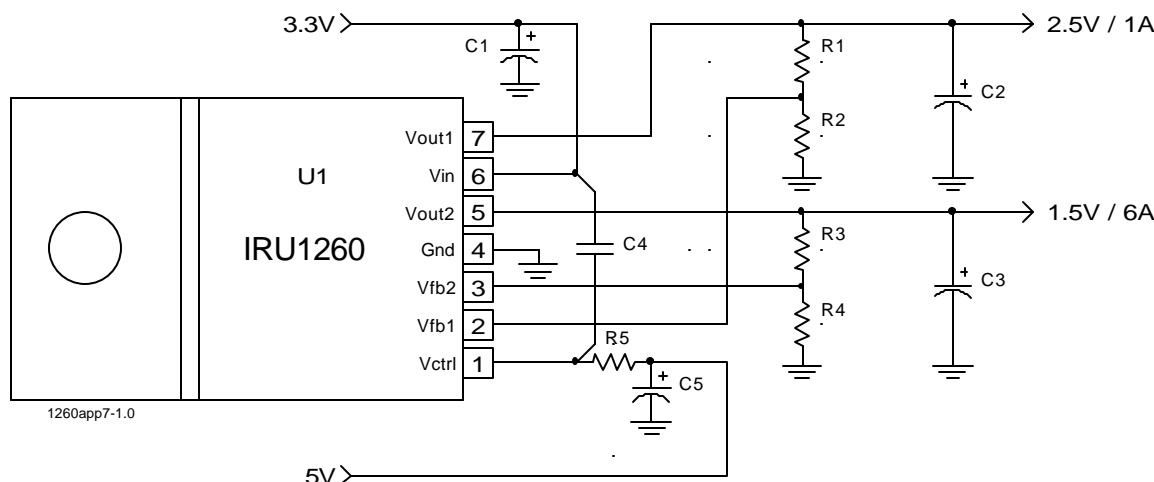 3.3V
C1
+
R1
2.5V / 1A
+
C2
R2
Vout1 7
U1
Vin 6
Vout2 5
1.5V / 6A
R3
IRU1260
Gnd 4
C4
+
C3
Vfb2 3
R4
Vfb1 2
R5
Vctrl 1
+
C5
1260app7-1.0
5V